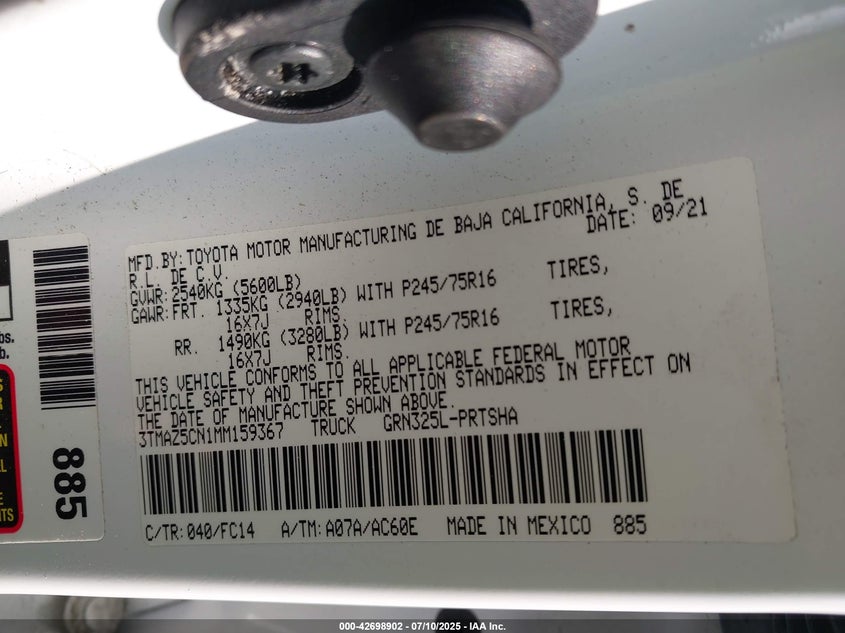 MFD.BY:TOYOTA MOTOR MANUFACTURING DE BAJA CALIFORNIA, S. DE
R.L. DE C.V. DATE: 09/21
GVWR:2540KG (5600LB)
GAWR:FRT. 1335KG (2940LB) WITH P245/75R16 TIRES,
16X7J RIMS.
RR. 1490KG (3280LB) WITH P245/75R16 TIRES,
16X7J RIMS.
THIS VEHICLE CONFORMS TO ALL APPLICABLE FEDERAL MOTOR
VEHICLE SAFETY AND THEFT PREVENTION STANDARDS IN EFFECT ON
THE DATE OF MANUFACTURE SHOWN ABOVE.
3TMAZ5CN1MM159367 TRUCK GRN325L-PRTSHA
C/TR:040/FC14 A/TM:A07A/AC60E MADE IN MEXICO 885
885
000-42698902 - 07/10/2025 - IAA Inc.